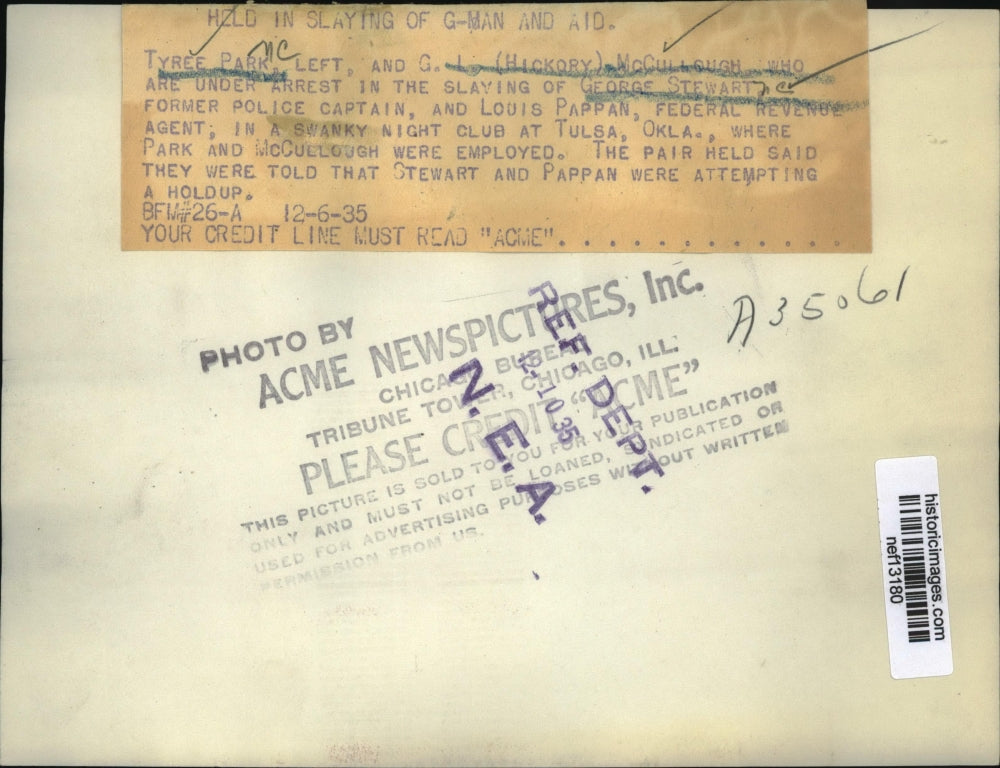 HELD IN SLAYING OF G-MAN AND AID.
TYREE PARK, LEFT, AND G. L. (HICKORY) MCCULLOUGH WHO
ARE UNDER ARREST IN THE SLAYING OF GEORGE STEWART,
FORMER POLICE CAPTAIN, AND LOUIS PAPPAN, FEDERAL REVENUE
AGENT, IN A SWANKY NIGHT CLUB AT TULSA, OKLA., WHERE
PARK AND MCCULLOUGH WERE EMPLOYED. THE PAIR HELD SAID
THEY WERE TOLD THAT STEWART AND PAPPAN WERE ATTEMPTING
A HOLDUP.
BFM#26-A 12-6-35
YOUR CREDIT LINE MUST READ "ACME". . . . . . . . . . . . . .
nc
nc
A35061
PHOTO BY
ACME NEWSPICTURES, Inc.
CHICAGO BUREAU
TRIBUNE TOWER, CHICAGO, ILL.
PLEASE CREDIT "ACME"
THIS PICTURE IS SOLD TO YOU FOR YOUR PUBLICATION
ONLY AND MUST NOT BE LOANED, SYNDICATED OR
USED FOR ADVERTISING PURPOSES WITHOUT WRITTEN
PERMISSION FROM US.
REF. DEPT.
12-10 35
N. E. A.
historicimages.com
nef13180